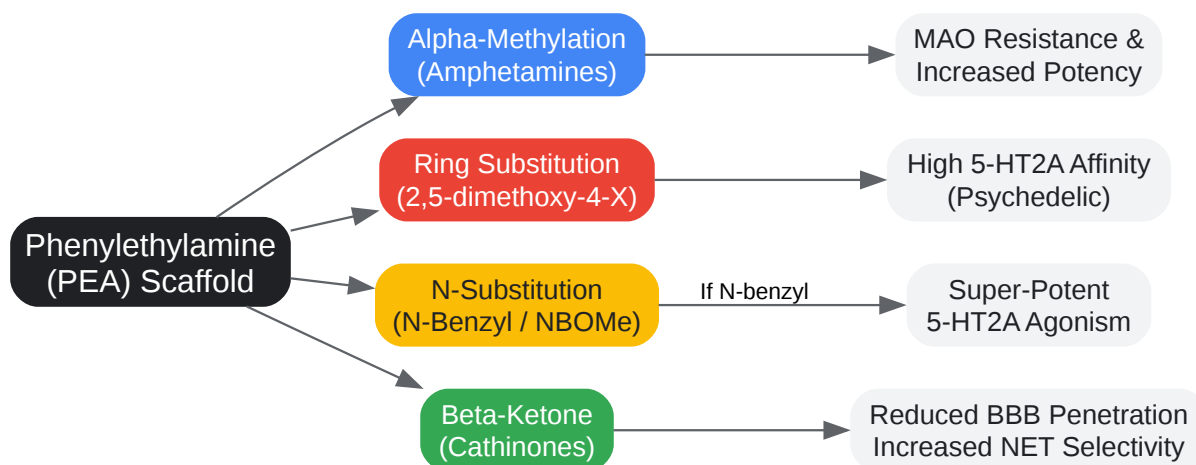 Alpha-Methylation
(Amphetamines)
MAO Resistance &
Increased Potency
Ring Substitution
(2,5-dimethoxy-4-X)
High 5-HT2A Affinity
(Psychedelic)
Phenylethylamine
(PEA) Scaffold
N-Substitution
(N-Benzyl / NBOMe)
If N-benzyl
Super-Potent
5-HT2A Agonism
Beta-Ketone
(Cathinones)
Reduced BBB Penetration
Increased NET Selectivity